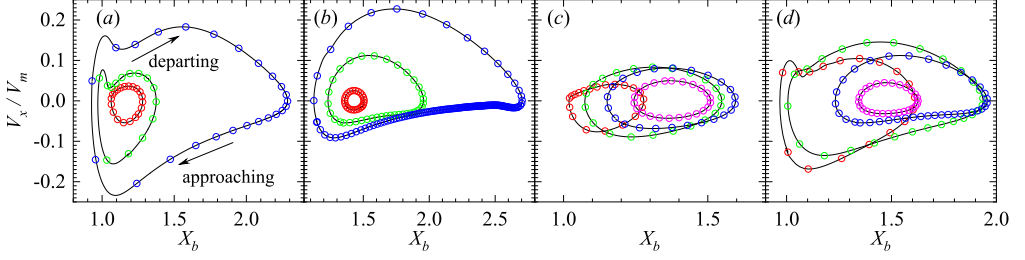 (a) (b) (c) (d)
departing
approaching
V_x / V_m
0.2
0.1
0.0
-0.1
-0.2
1.0 1.5 2.0 1.5 2.0 2.5 1.0 1.5 1.0 1.5 2.0
X_b X_b X_b X_b